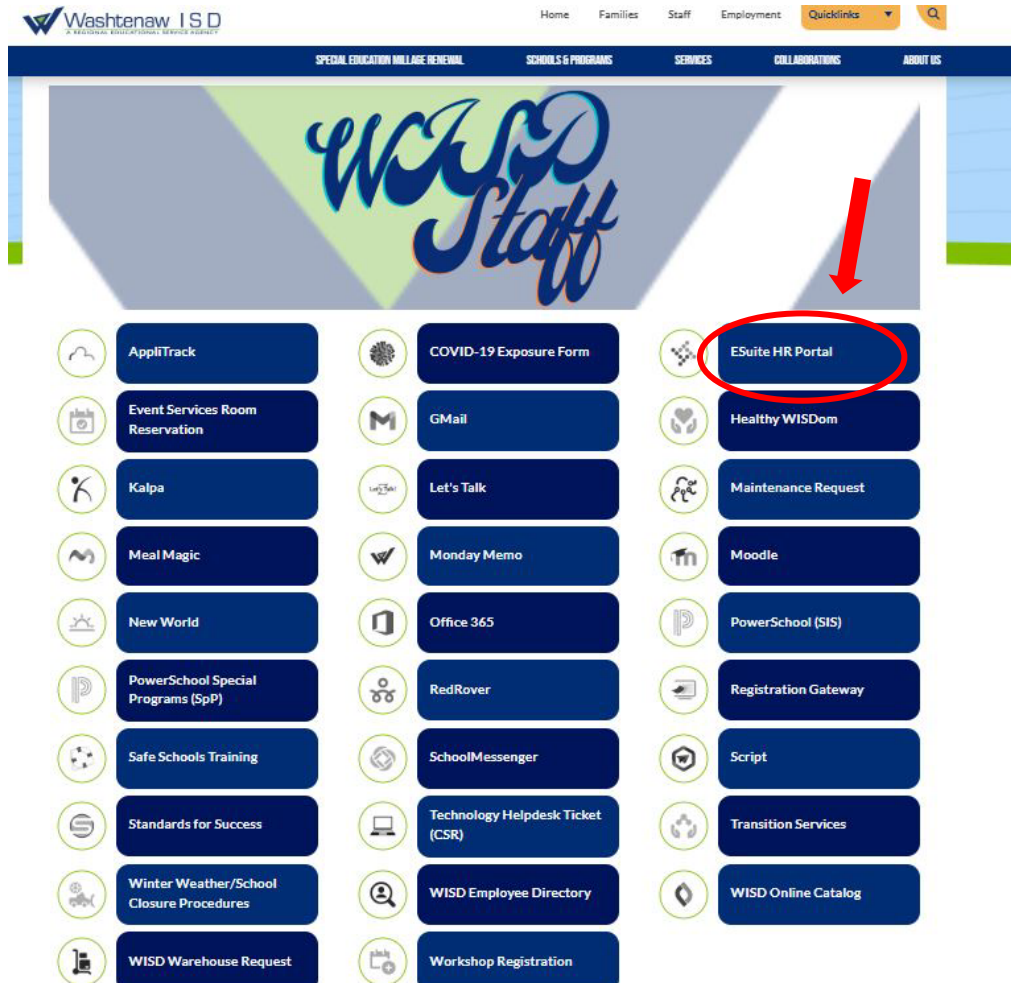 Washtenaw ISD
A REGIONAL EDUCATIONAL SERVICE AGENCY
Home Families Staff Employment Quicklinks
SPECIAL EDUCATION MILLAGE RENEWAL SCHOOLS & PROGRAMS SERVICES COLLABORATIONS ABOUT US
WISD
Staff
AppliTrack
COVID-19 Exposure Form
ESuite HR Portal
Event Services Room
Reservation
GMail
Healthy WISDom
Kalpa
Let's Talk!
Let's Talk
Maintenance Request
Meal Magic
Monday Memo
Moodle
New World
Office 365
PowerSchool (SIS)
PowerSchool Special
Programs (SpP)
RedRover
Registration Gateway
Safe Schools Training
SchoolMessenger
Script
Standards for Success
Technology Helpdesk Ticket
(CSR)
Transition Services
Winter Weather/School
Closure Procedures
WISD Employee Directory
WISD Online Catalog
WISD Warehouse Request
Workshop Registration